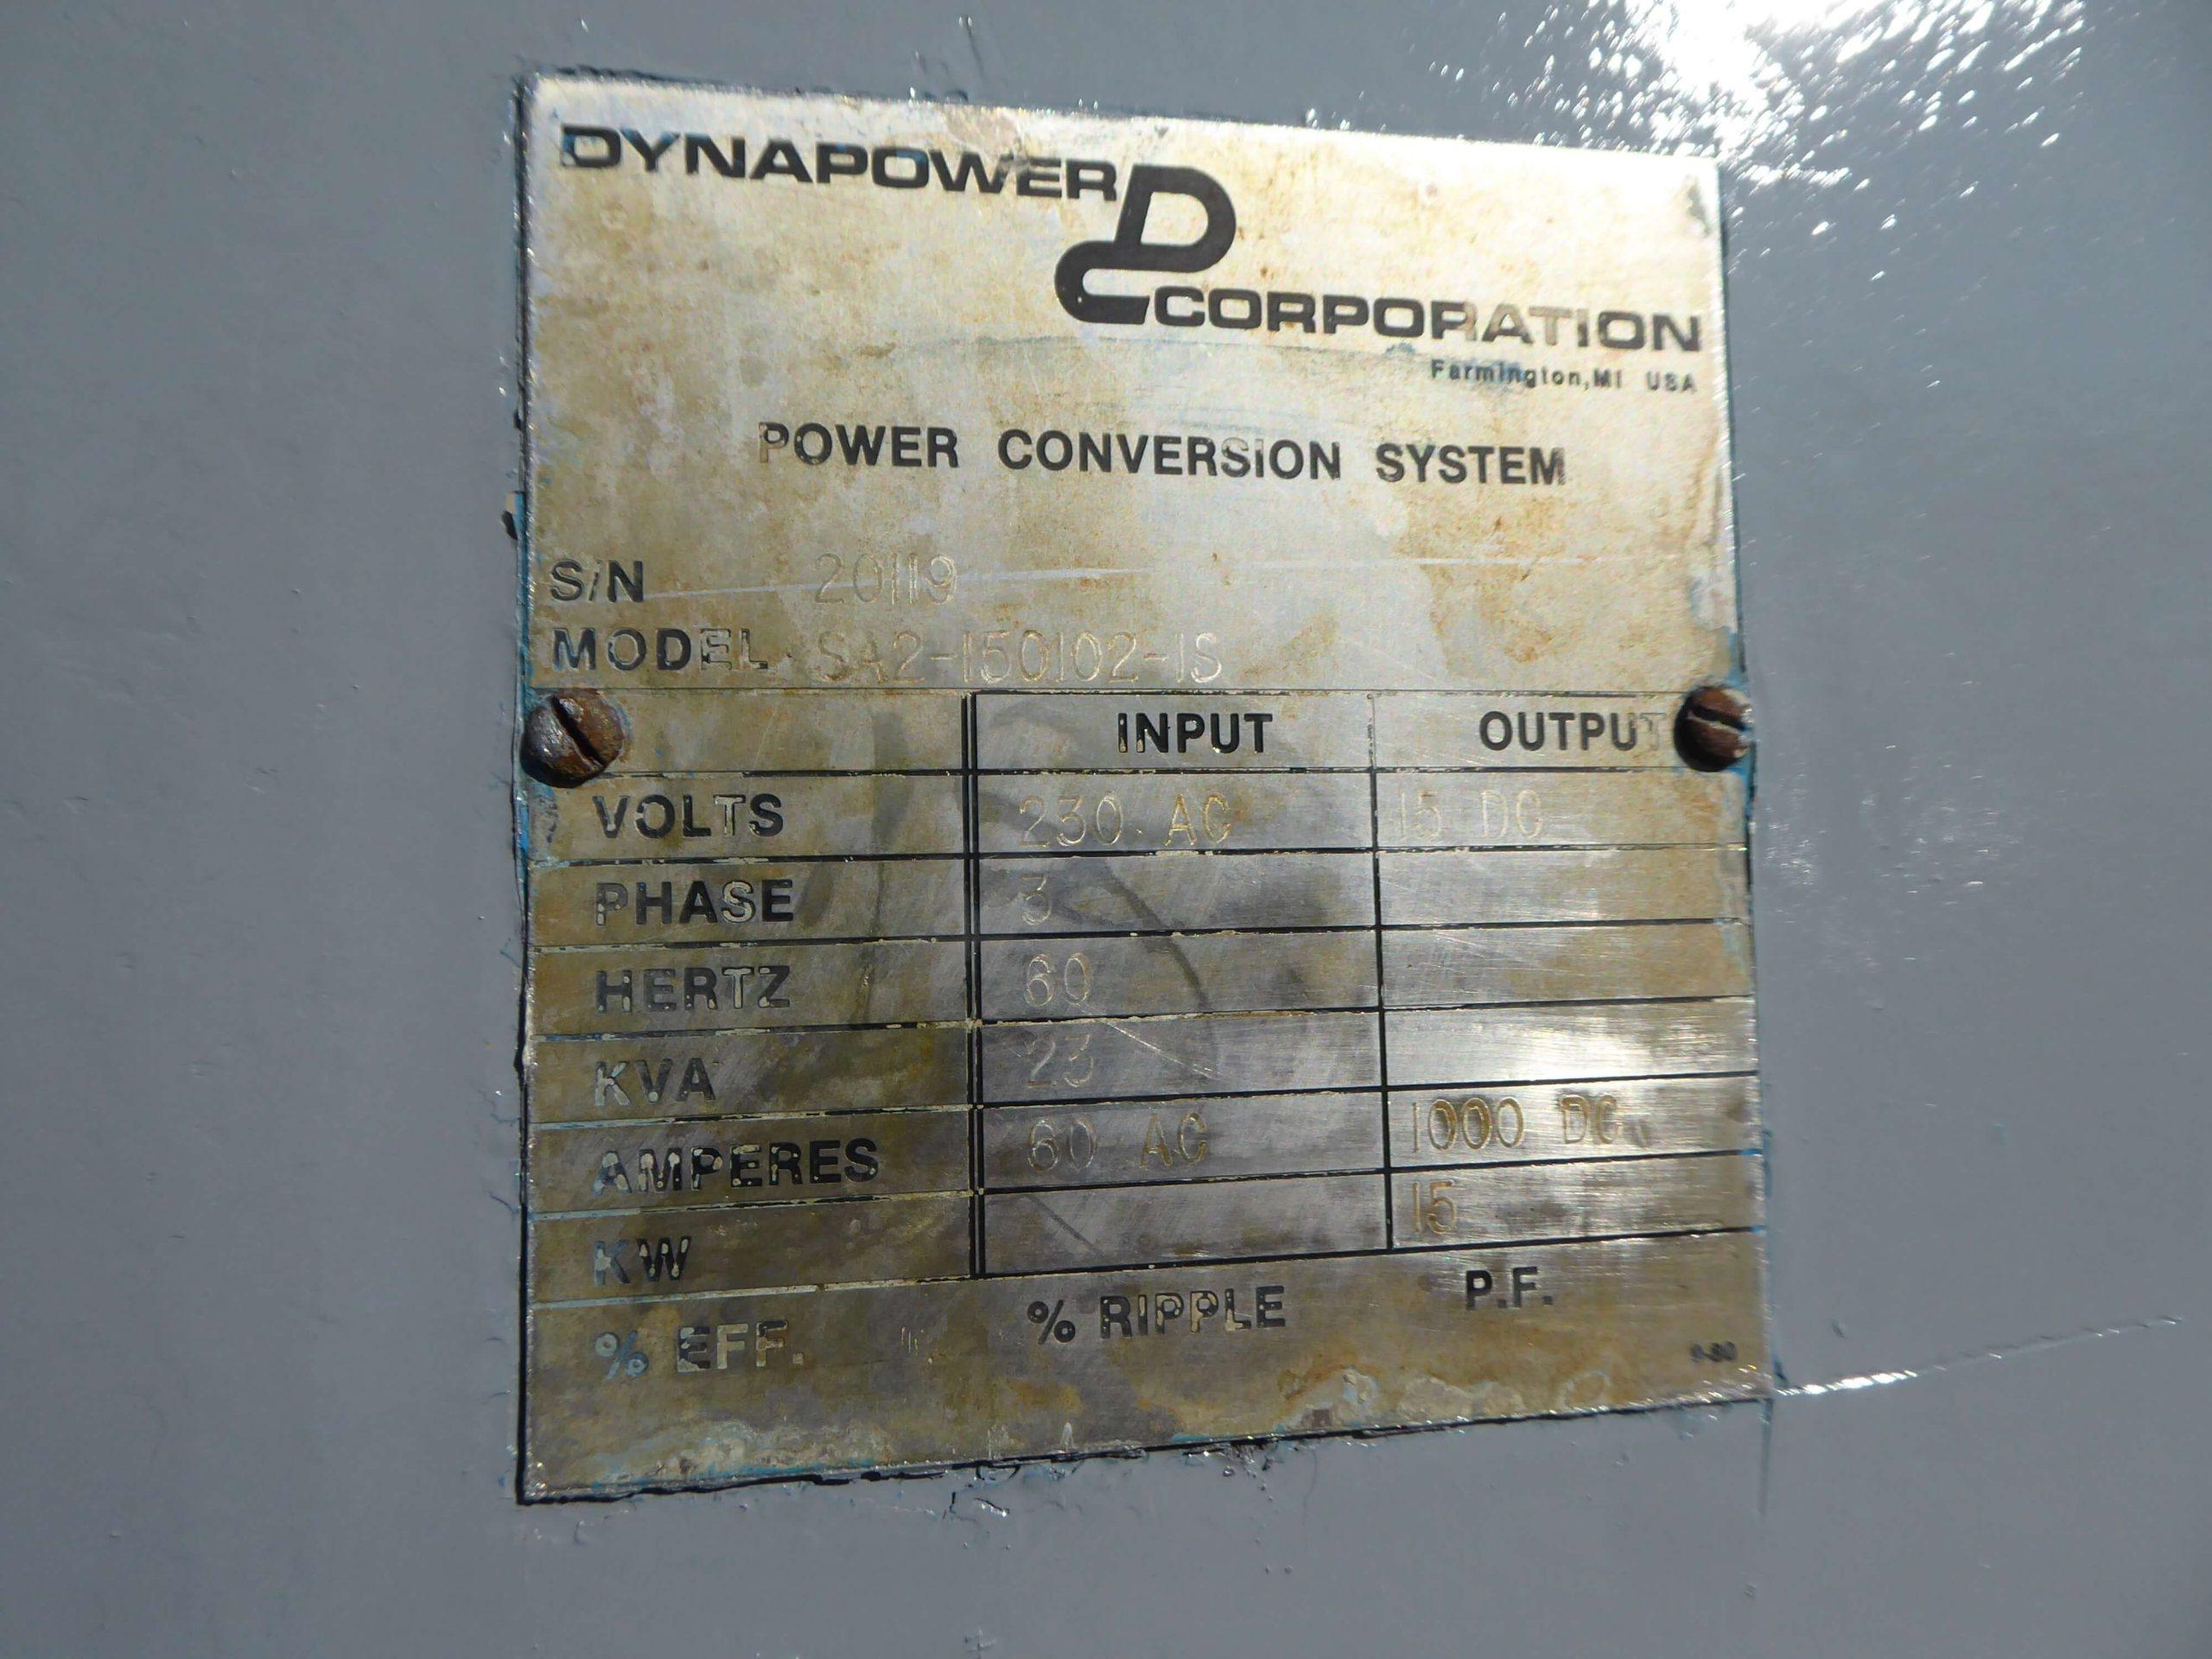 DYNAPOWER
CORPORATION
Farmington, MI USA
POWER CONVERSION SYSTEM
S/N 20119
MODEL SA2-150102-1S
INPUT OUTPUT
VOLTS 230 AC 15 DC
PHASE 3
HERTZ 60
KVA 23
AMPERES 60 AC 1000 DC
KW 15
% EFF. % RIPPLE P.F.